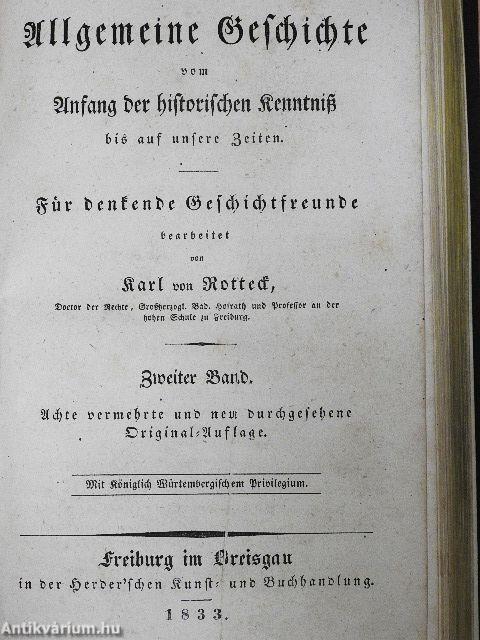 Allgemeine Geschichte
vom
Anfang der historischen Kenntniß
bis auf unsere Zeiten.
Für denkende Geschichtfreunde
bearbeitet
von
Karl von Rotteck,
Doctor der Rechte, Großherzogl. Bad. Hofrath und Professor an der
hohen Schule zu Freiburg.
Zweiter Band.
Achte vermehrte und neu durchgesehene
Original-Auflage.
Mit Königlich Würtembergischem Privilegium.
Freiburg im Breisgau
in der Herder'schen Kunst- und Buchhandlung.
1833.
Antikvárium.hu